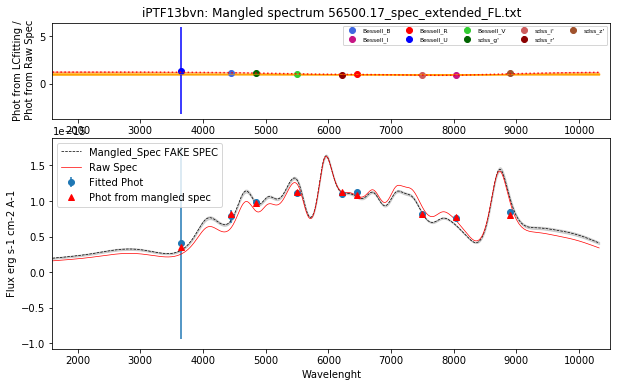 iPTF13bvn: Mangled spectrum 56500.17_spec_extended_FL.txt
Phot from LCfitting /
Phot from Raw Spec
5
0
Bessell_B
Bessell_I
Bessell_R
Bessell_U
Bessell_V
sdss_g'
sdss_i'
sdss_r'
sdss_z'
2000 3000 4000 5000 6000 7000 8000 9000 10000
1e−15
Flux erg s-1 cm-2 A-1
1.5
1.0
0.5
0.0
−0.5
−1.0
Mangled_Spec FAKE SPEC
Raw Spec
Fitted Phot
Phot from mangled spec
2000 3000 4000 5000 6000 7000 8000 9000 10000
Wavelenght